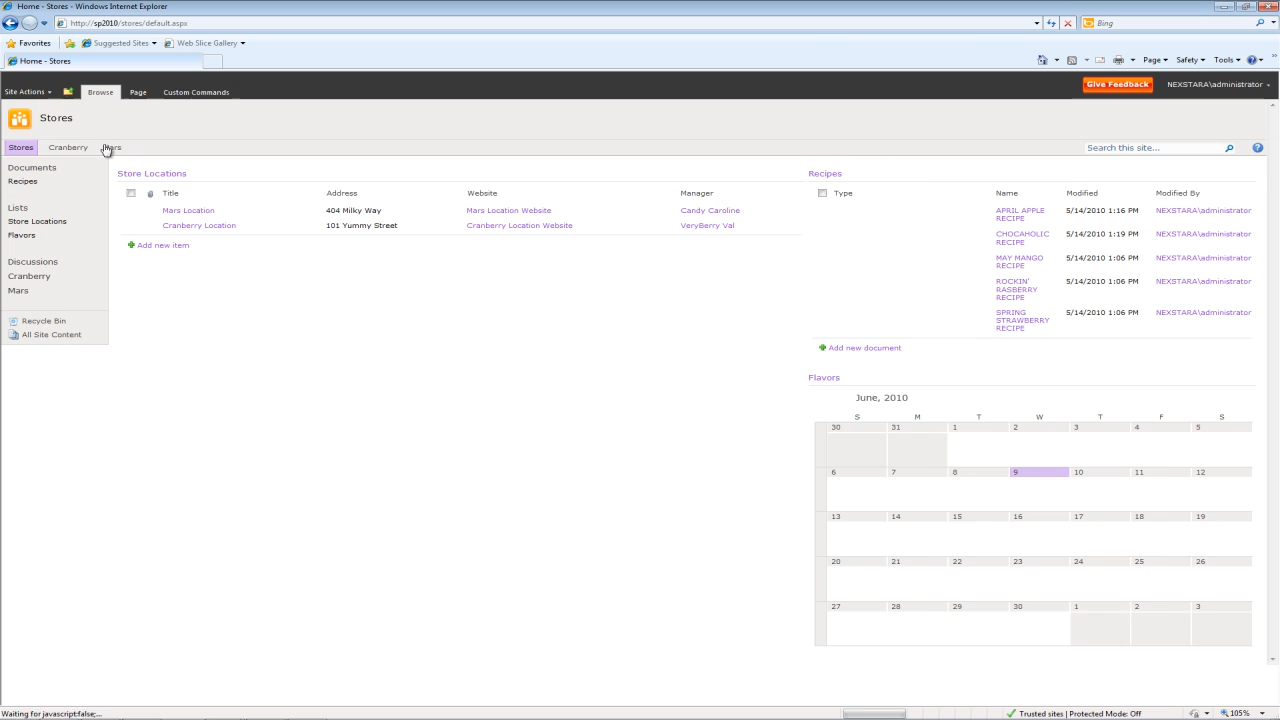 Home - Stores - Windows Internet Explorer
http://sp2010/stores/default.aspx
Bing
Favorites Suggested Sites Web Slice Gallery
Home - Stores
Page Safety Tools
Site Actions Browse Page Custom Commands Give Feedback NEXSTARA\administrator
Stores
Stores Cranberry Search this site...
Documents
Recipes
Lists
Store Locations
Flavors
Discussions
Cranberry
Mars
Recycle Bin
All Site Content
Store Locations
Title Address Website Manager
Mars Location 404 Milky Way Mars Location Website Candy Caroline
Cranberry Location 101 Yummy Street Cranberry Location Website VeryBerry Val
Add new item
Recipes
Type Name Modified Modified By
APRIL APPLE 5/14/2010 1:16 PM NEXSTARA\administrator
RECIPE
CHOCAHOLIC 5/14/2010 1:19 PM NEXSTARA\administrator
RECIPE
MAY MANGO 5/14/2010 1:06 PM NEXSTARA\administrator
RECIPE
ROCKIN' 5/14/2010 1:06 PM NEXSTARA\administrator
RASBERRY
RECIPE
SPRING 5/14/2010 1:06 PM NEXSTARA\administrator
STRAWBERRY
RECIPE
Add new document
Flavors
June, 2010
S M T W T F S
30 31 1 2 3 4 5
6 7 8 9 10 11 12
13 14 15 16 17 18 19
20 21 22 23 24 25 26
27 28 29 30 1 2 3
Waiting for javascript:false;... Trusted sites | Protected Mode: Off 105%